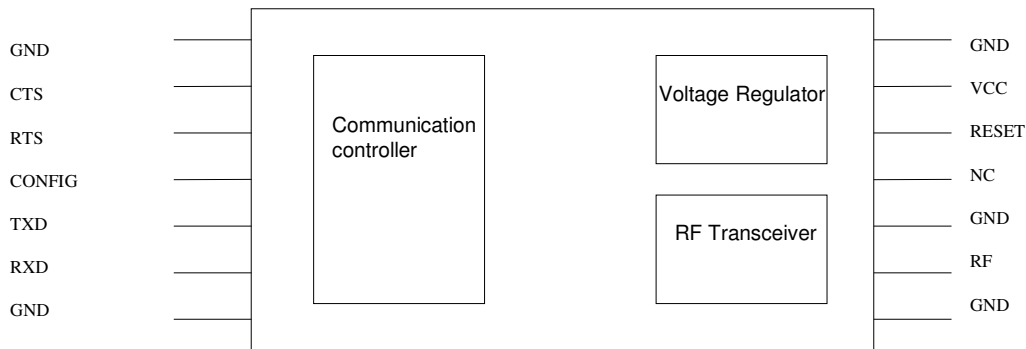 GND
CTS
RTS
CONFIG
TXD
RXD
GND
Communication
controller
Voltage Regulator
RF Transceiver
GND
VCC
RESET
NC
GND
RF
GND